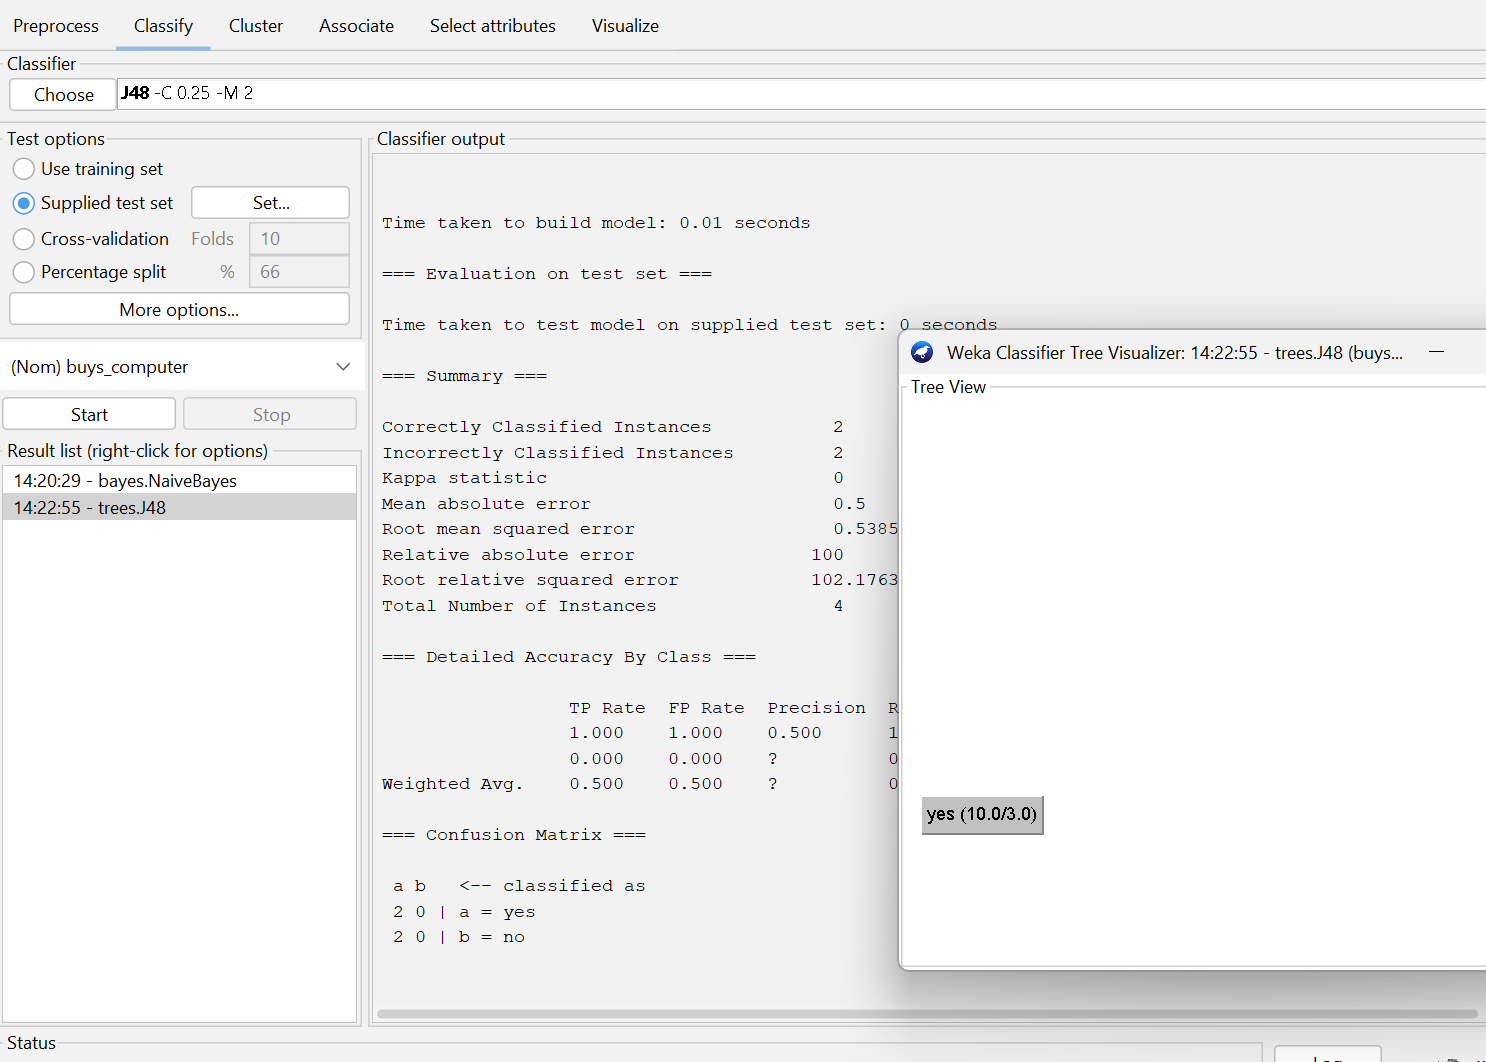 Preprocess Classify Cluster Associate Select attributes Visualize
Classifier
Choose J48 -C 0.25 -M 2
Test options
Use training set
Supplied test set Set...
Cross-validation Folds 10
Percentage split % 66
More options...
(Nom) buys_computer
Start Stop
Result list (right-click for options)
14:20:29 - bayes.NaiveBayes
14:22:55 - trees.J48
Classifier output
Time taken to build model: 0.01 seconds
=== Evaluation on test set ===
Time taken to test model on supplied test set: 0 seconds
=== Summary ===
Correctly Classified Instances 2
Incorrectly Classified Instances 2
Kappa statistic 0
Mean absolute error 0.5
Root mean squared error 0.5385
Relative absolute error 100
Root relative squared error 102.1763
Total Number of Instances 4
=== Detailed Accuracy By Class ===
TP Rate FP Rate Precision R
1.000 1.000 0.500 1
0.000 0.000 ? 0
Weighted Avg. 0.500 0.500 ? 0
=== Confusion Matrix ===
a b <-- classified as
2 0 | a = yes
2 0 | b = no
Weka Classifier Tree Visualizer: 14:22:55 - trees.J48 (buys...
Tree View
yes (10.0/3.0)
Status